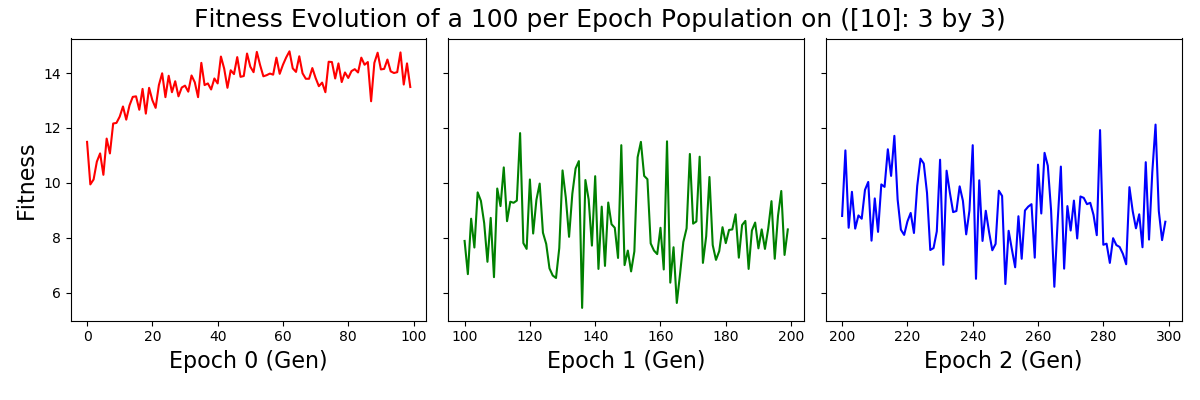 Fitness Evolution of a 100 per Epoch Population on ([10]: 3 by 3)
Fitness
14
12
10
8
6
0 20 40 60 80 100
100 120 140 160 180 200
200 220 240 260 280 300
Epoch 0 (Gen)
Epoch 1 (Gen)
Epoch 2 (Gen)